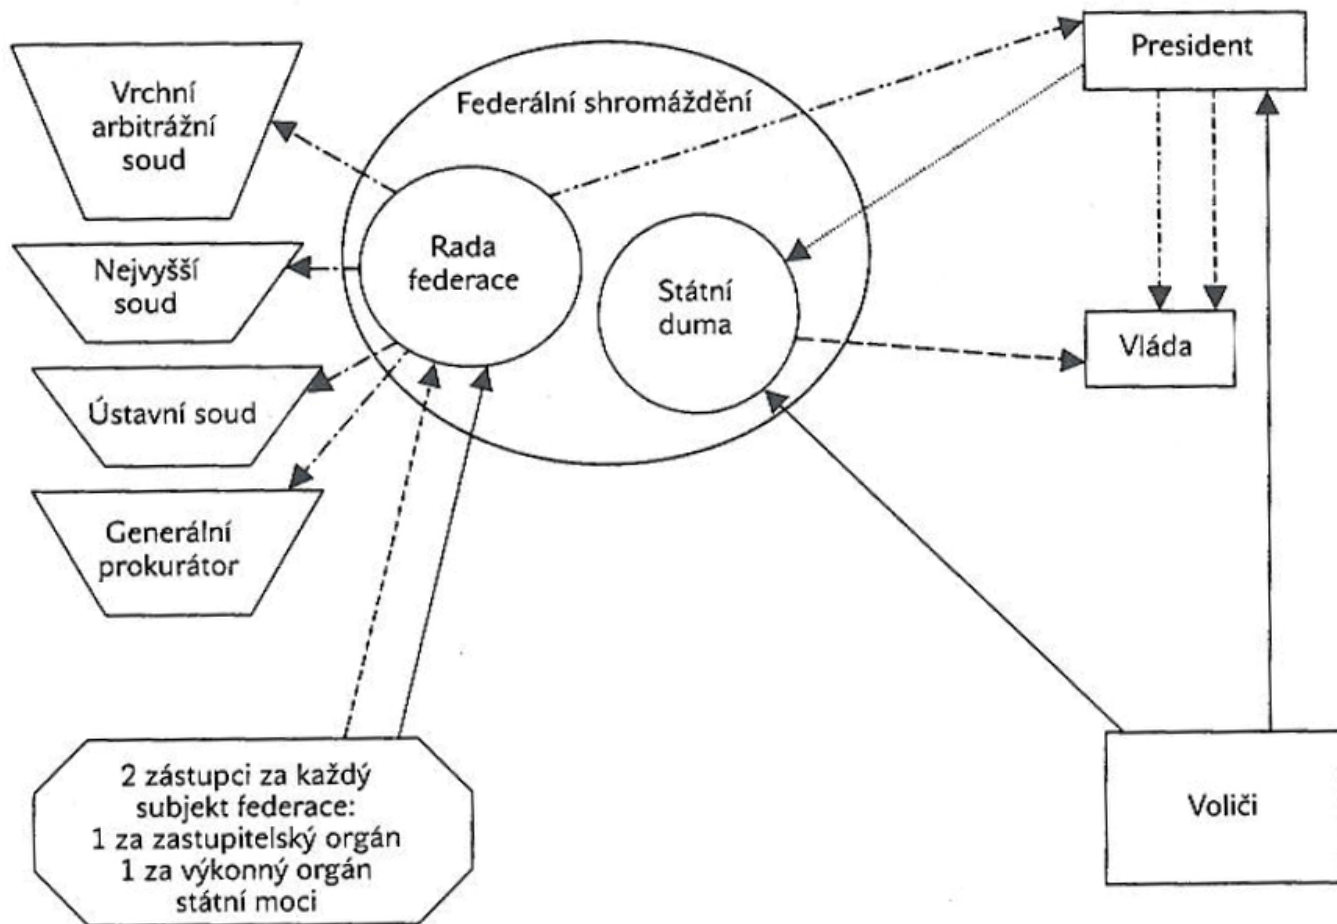 President
Vrchní
arbitrážní
soud
Federální shromáždění
Rada
federace
Nejvyšší
soud
Státní
duma
Vláda
Ústavní soud
Generální
prokurátor
2 zástupci za každý
subjekt federace:
1 za zastupitelský orgán
1 za výkonný orgán
státní moci
Voliči